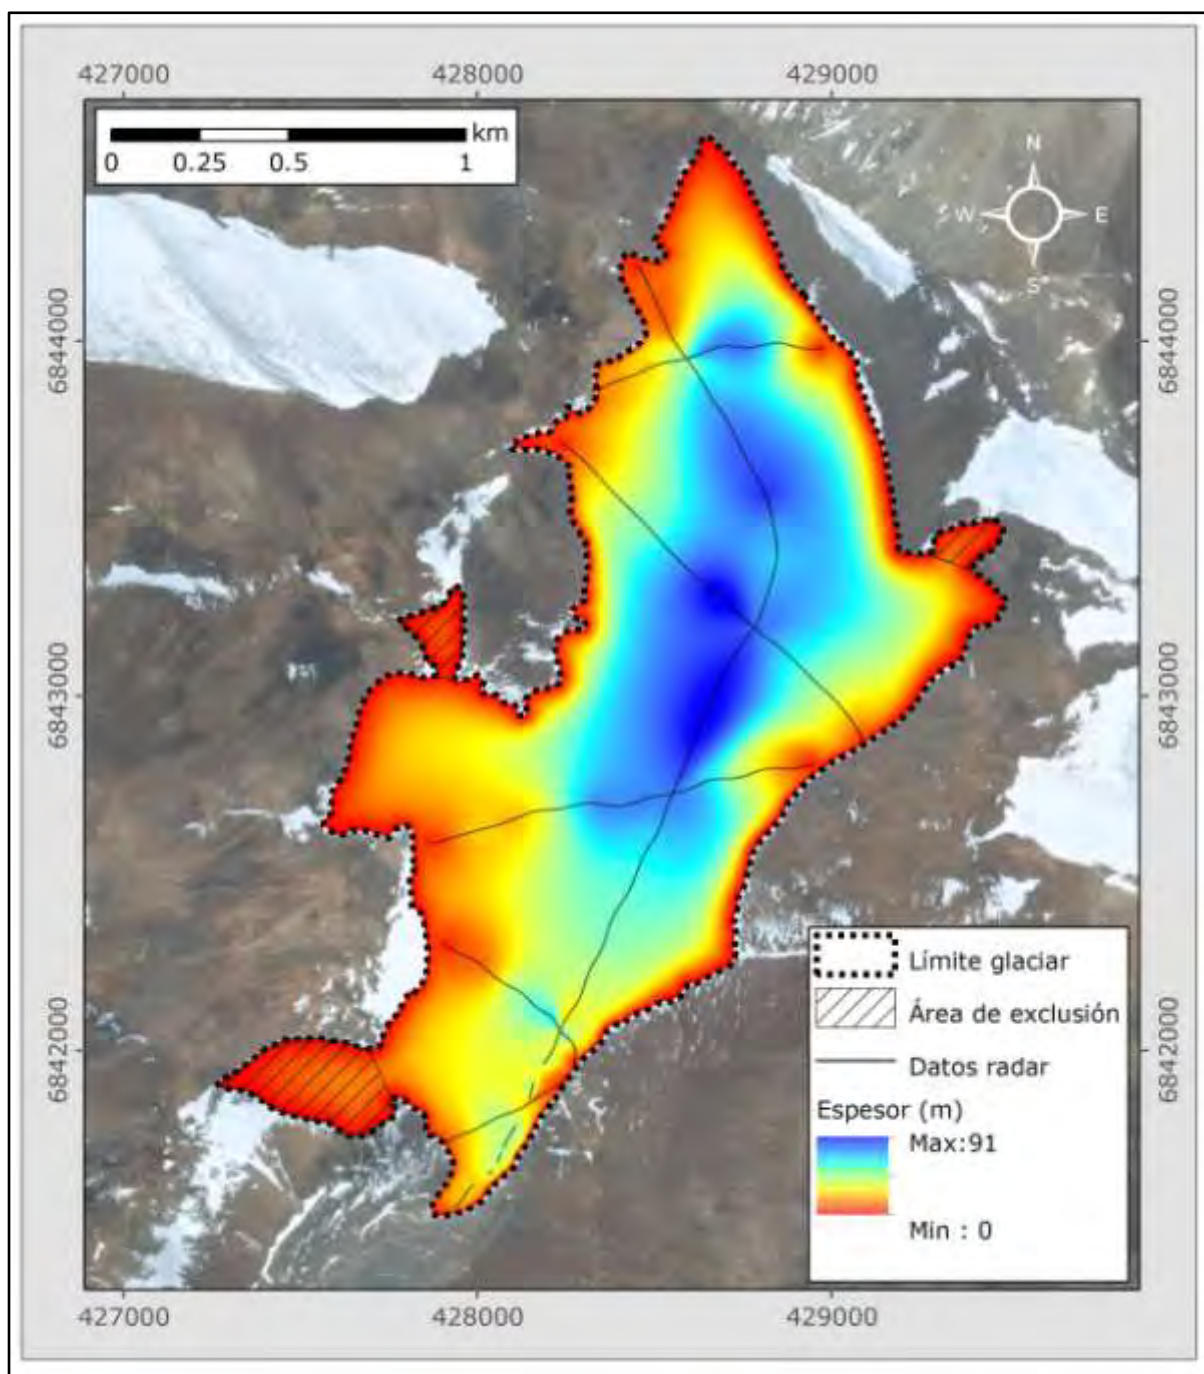 427000 428000 429000
km
0 0.25 0.5 1
N
W E
S
6844000 6844000
6843000 6843000
6842000 6842000
Límite glaciar
Área de exclusión
Datos radar
Espesor (m)
Max:91
Min : 0
427000 428000 429000